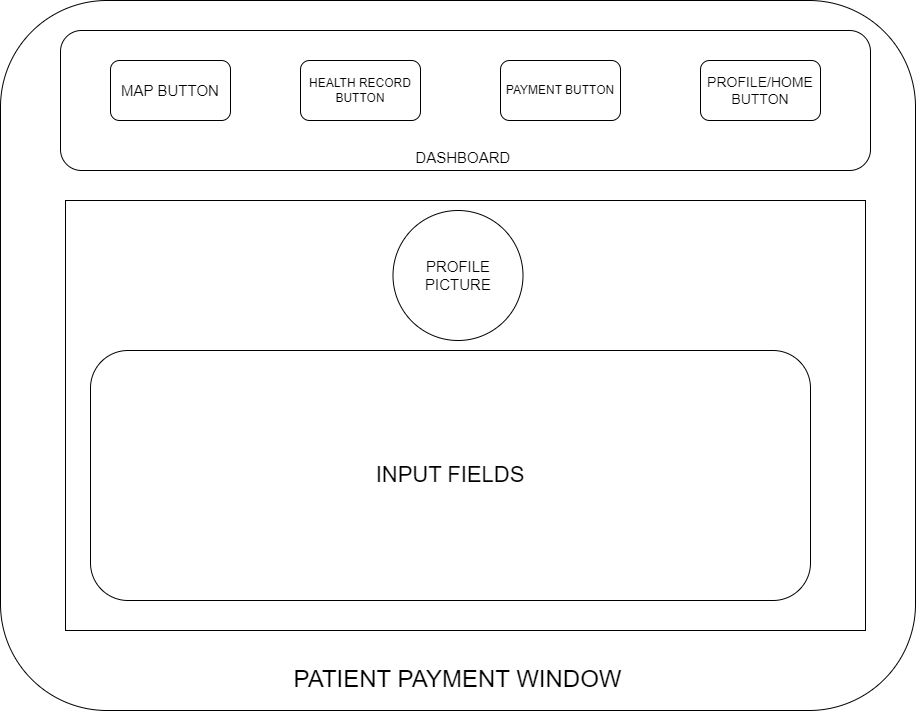 MAP BUTTON
HEALTH RECORD
BUTTON
PAYMENT BUTTON
PROFILE/HOME
BUTTON
DASHBOARD
PROFILE
PICTURE
INPUT FIELDS
PATIENT PAYMENT WINDOW